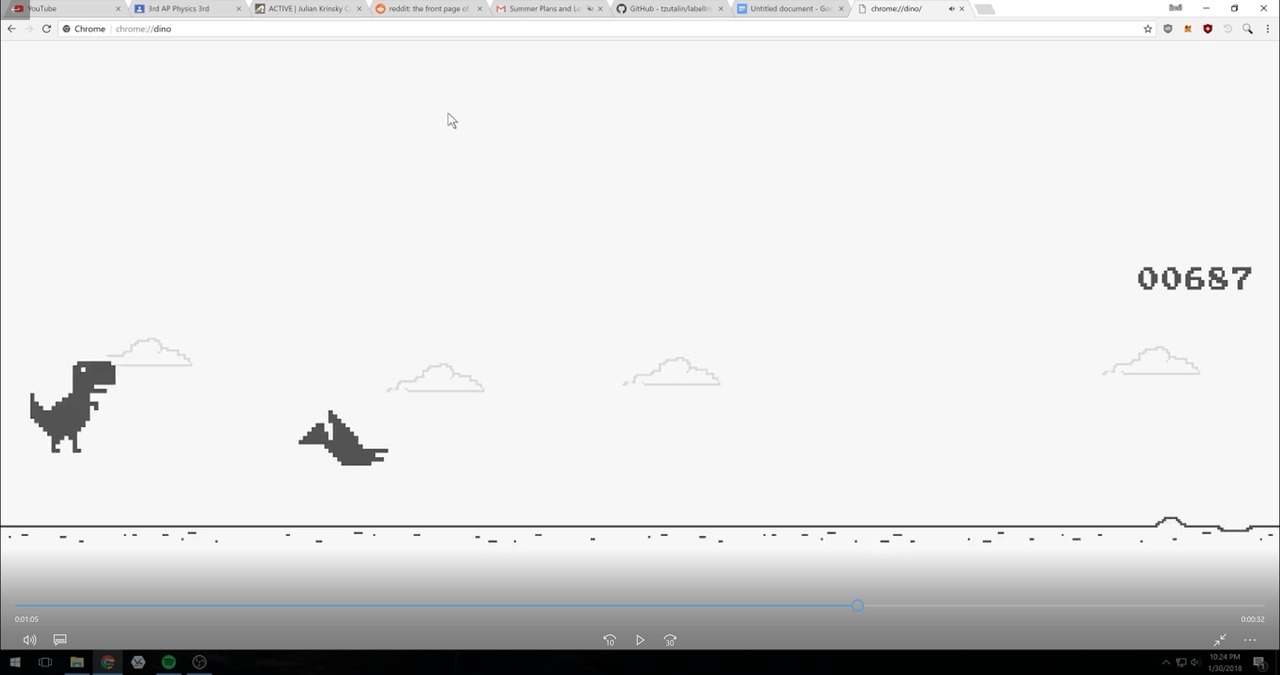 YouTube
3rd AP Physics 3rd
ACTIVE | Julian Krinsky C
reddit: the front page of
Summer Plans and Le
GitHub - tzutalin/labelIm
Untitled document - Goo
chrome://dino/
Chrome
chrome://dino
00687
0:01:05
0:00:32
10
30
10:24 PM
1/30/2018